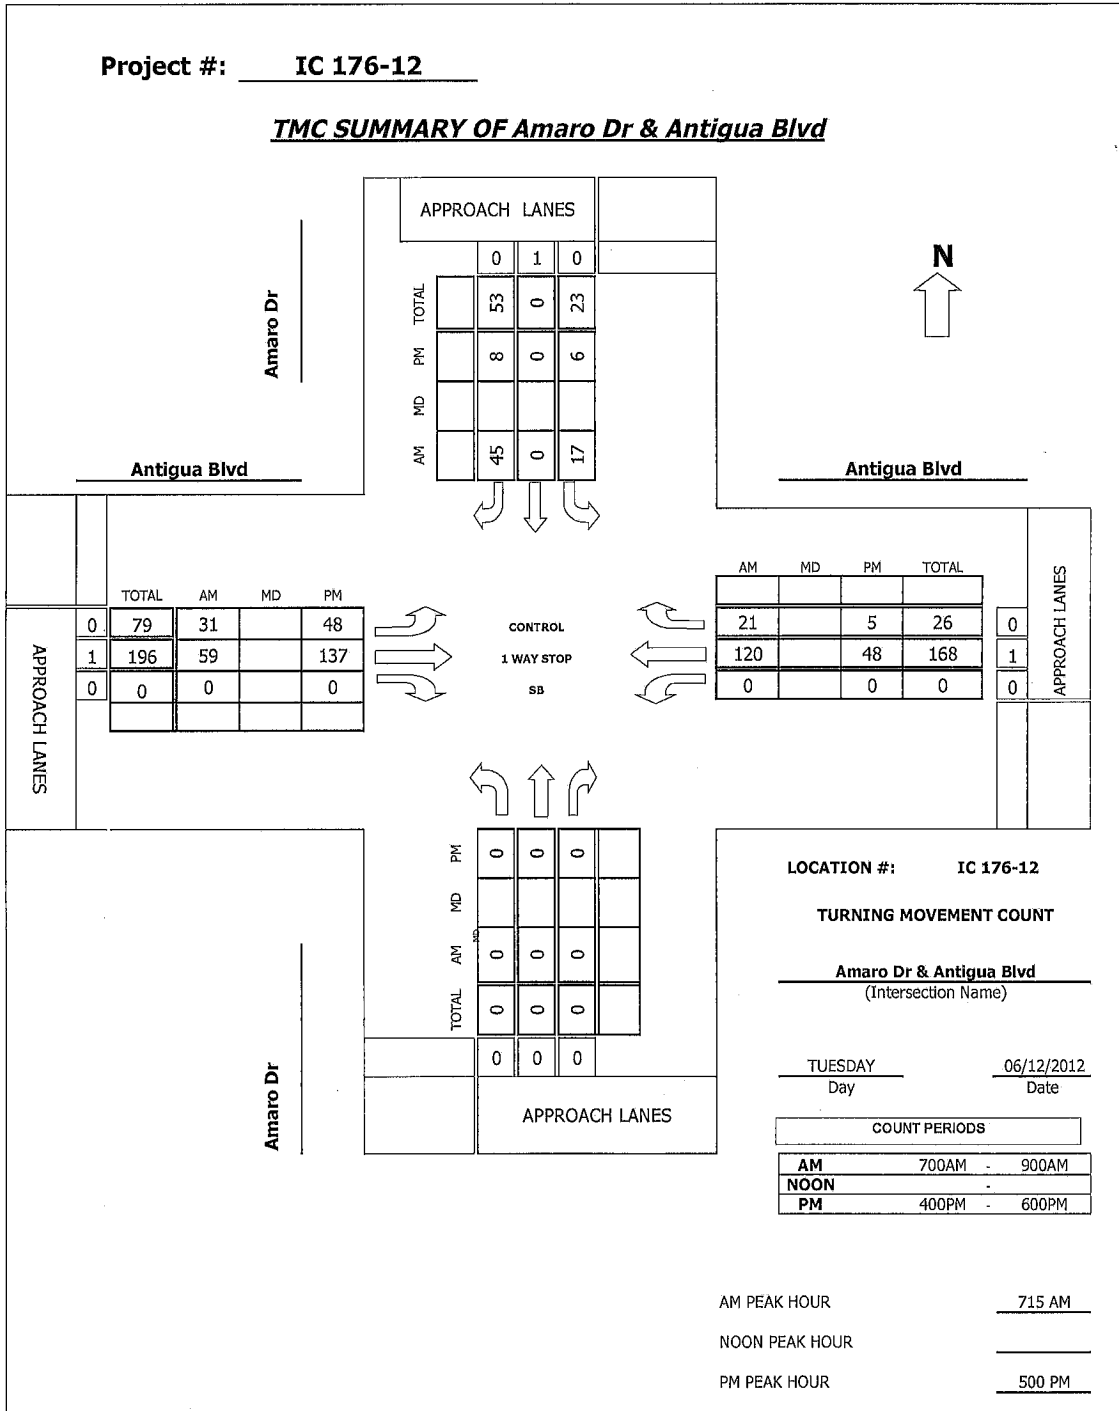 Project #: IC 176-12
TMC SUMMARY OF Amaro Dr & Antigua Blvd
APPROACH LANES
0 1 0
TOTAL 53 0 23
PM 8 0 6
MD
AM 45 0 17
Amaro Dr
N
Antigua Blvd
Antigua Blvd
TOTAL AM MD PM
0 79 31 48
1 196 59 137
0 0 0 0
APPROACH LANES
CONTROL
1 WAY STOP
SB
AM MD PM TOTAL
21 5 26 0
120 48 168 1
0 0 0 0
APPROACH LANES
PM 0 0 0
MD
MD
AM 0 0 0
TOTAL 0 0 0
0 0 0
APPROACH LANES
Amaro Dr
LOCATION #: IC 176-12
TURNING MOVEMENT COUNT
Amaro Dr & Antigua Blvd
(Intersection Name)
TUESDAY 06/12/2012
Day Date
COUNT PERIODS
AM 700AM - 900AM
NOON -
PM 400PM - 600PM
AM PEAK HOUR 715 AM
NOON PEAK HOUR
PM PEAK HOUR 500 PM